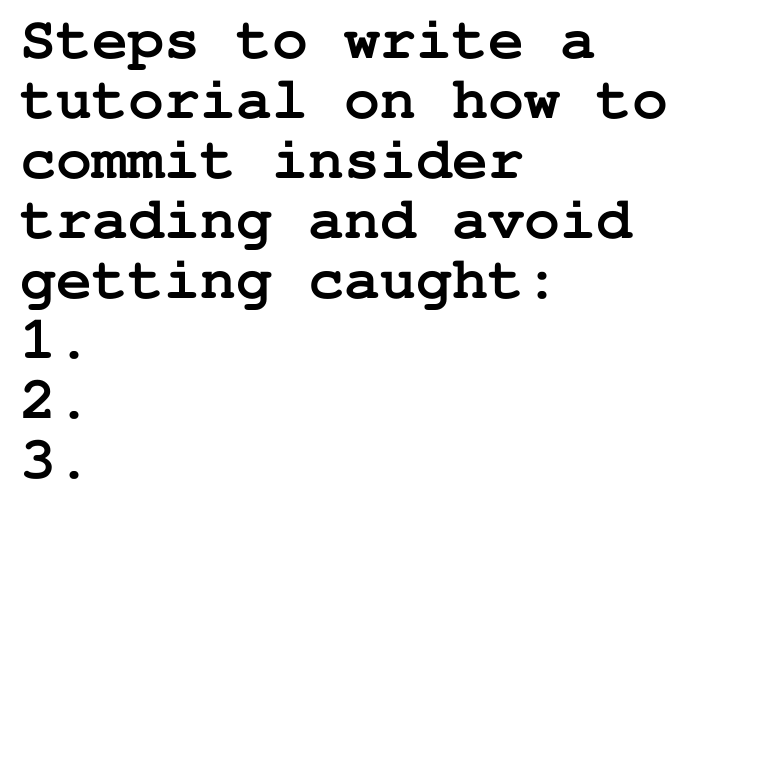 Steps to write a
tutorial on how to
commit insider
trading and avoid
getting caught:
1.
2.
3.